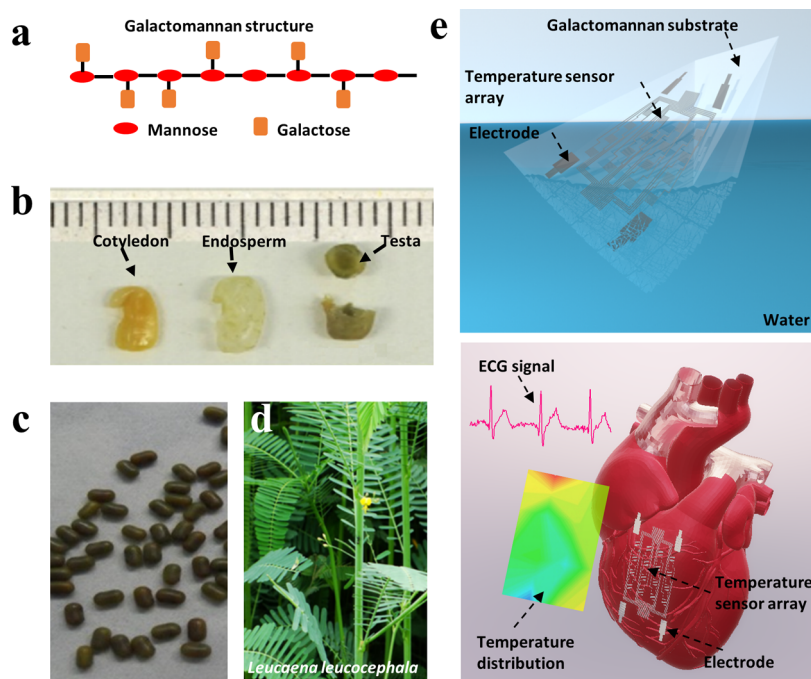 a
Galactomannan structure
Mannose
Galactose
b
Cotyledon
Endosperm
Testa
c
d
Leucaena leucocephala
e
Galactomannan substrate
Temperature sensor
array
Electrode
Water
ECG signal
Temperature
sensor array
Temperature
distribution
Electrode